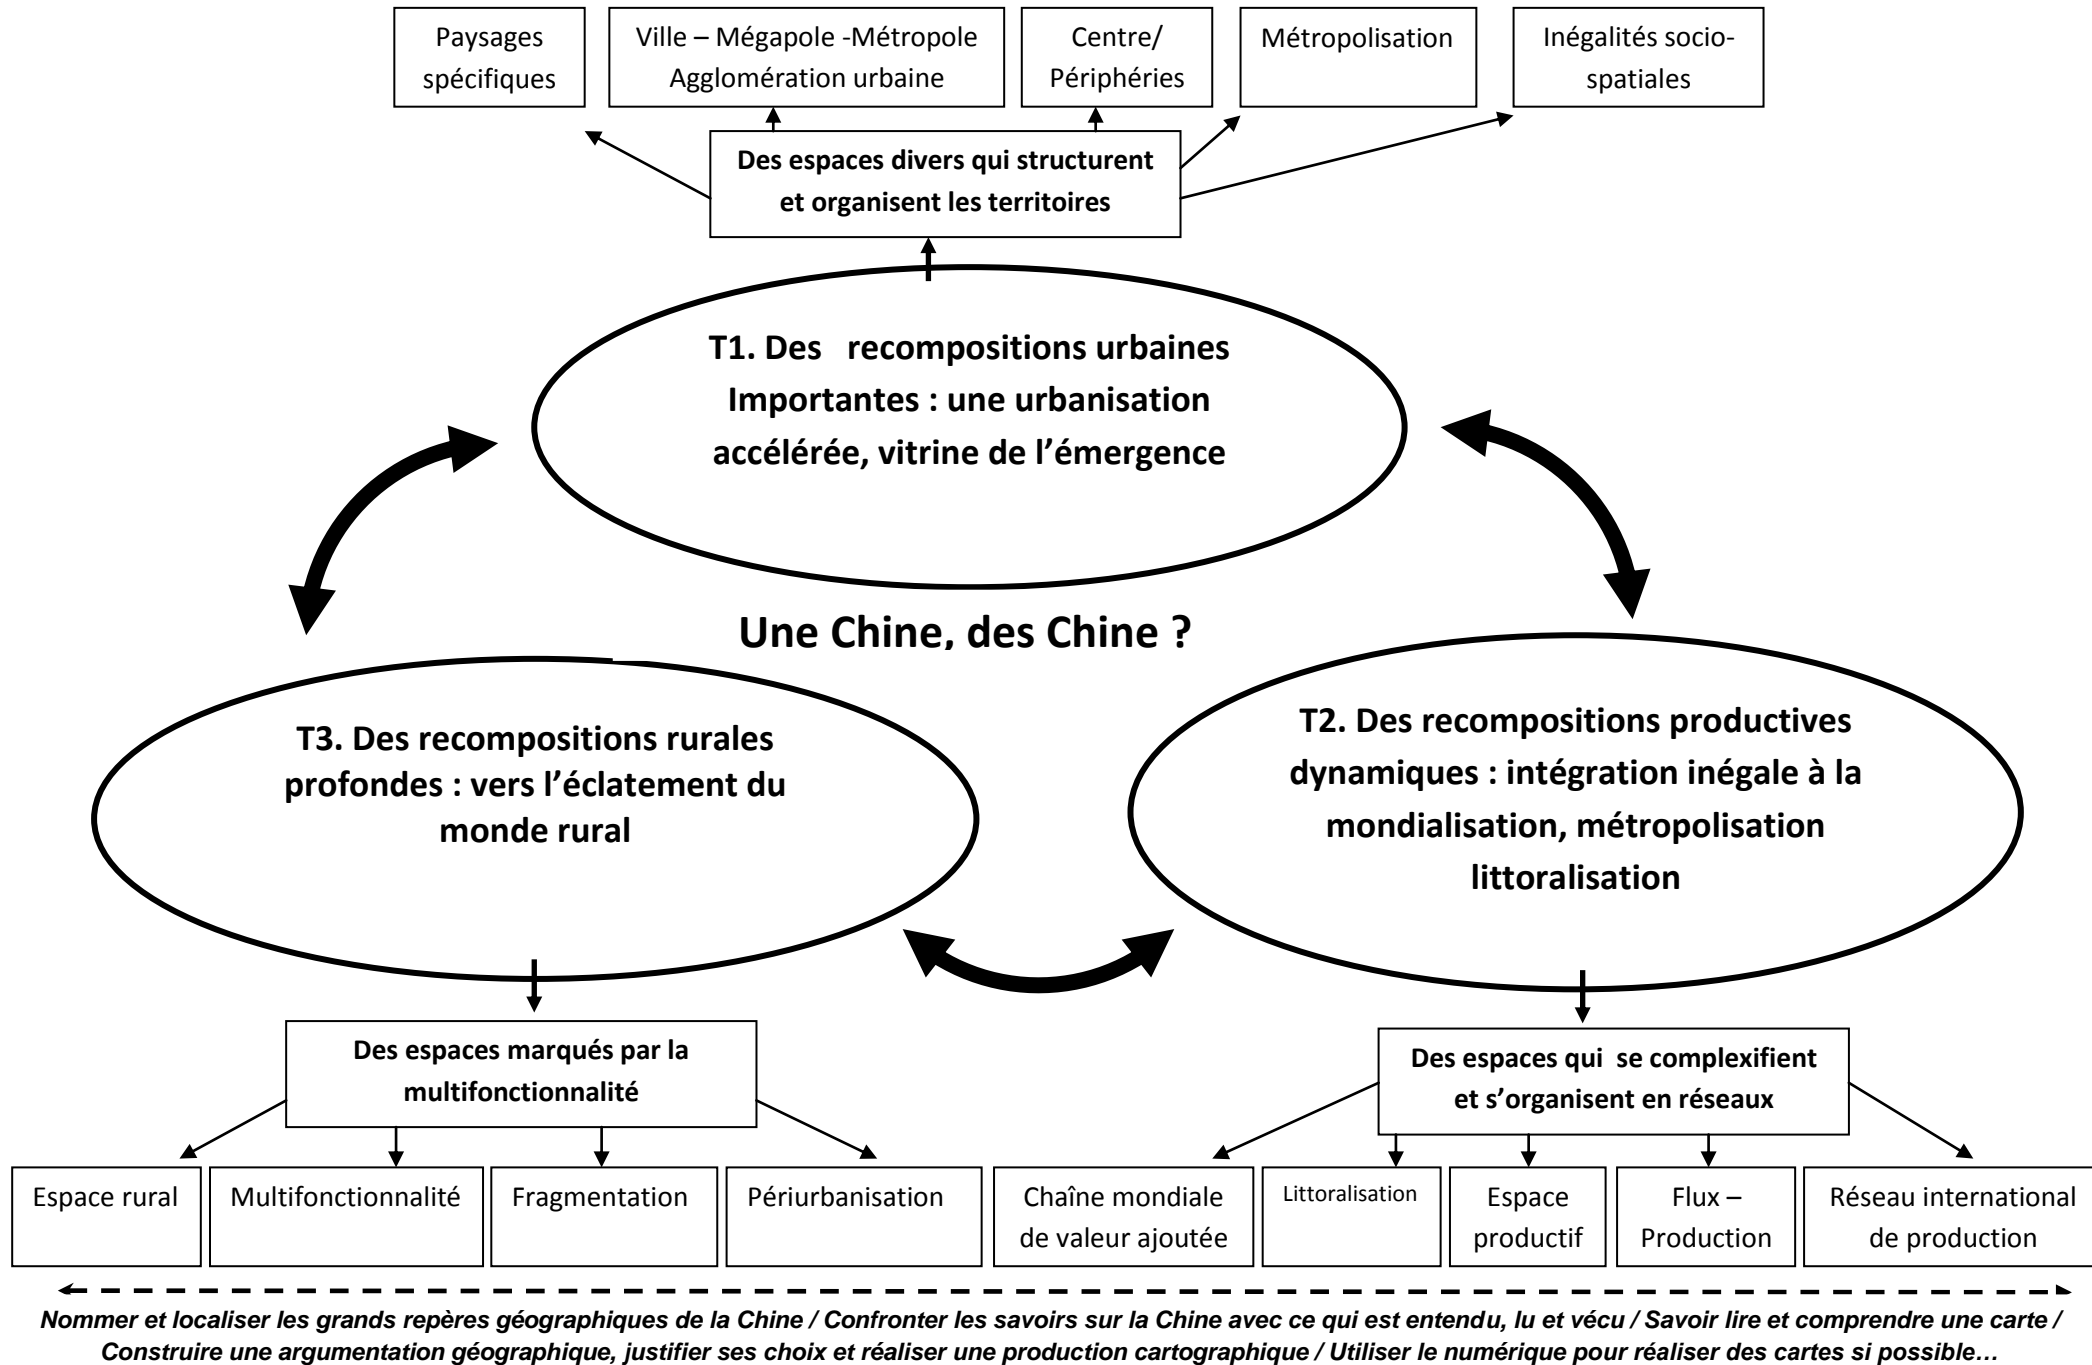 Paysages
spécifiques
Ville – Mégapole -Métropole
Agglomération urbaine
Centre/
Périphéries
Métropolisation
Inégalités socio-
spatiales
Des espaces divers qui structurent
et organisent les territoires
T1. Des recompositions urbaines
Importantes : une urbanisation
accélérée, vitrine de l’émergence
Une Chine, des Chine ?
T3. Des recompositions rurales
profondes : vers l’éclatement du
monde rural
T2. Des recompositions productives
dynamiques : intégration inégale à la
mondialisation, métropolisation
littoralisation
Des espaces marqués par la
multifonctionnalité
Des espaces qui se complexifient
et s’organisent en réseaux
Espace rural
Multifonctionnalité
Fragmentation
Périurbanisation
Chaîne mondiale
de valeur ajoutée
Littoralisation
Espace
productif
Flux –
Production
Réseau international
de production
Nommer et localiser les grands repères géographiques de la Chine / Confronter les savoirs sur la Chine avec ce qui est entendu, lu et vécu / Savoir lire et comprendre une carte /
Construire une argumentation géographique, justifier ses choix et réaliser une production cartographique / Utiliser le numérique pour réaliser des cartes si possible…